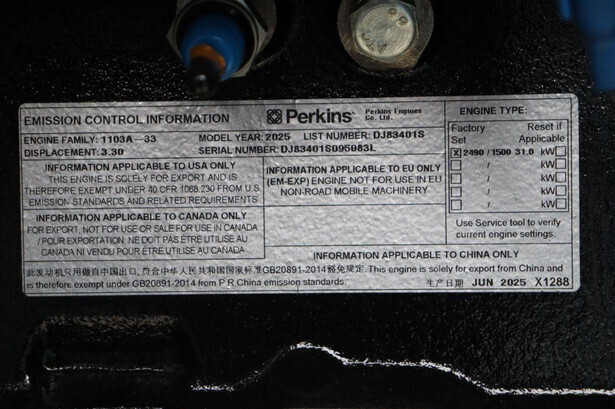 EMISSION CONTROL INFORMATION
Perkins
Perkins Engines
Co. Ltd.
ENGINE FAMILY: 1103A-33 MODEL YEAR: 2025 LIST NUMBER: DJ83401S
DISPLACEMENT: 3.30 SERIAL NUMBER: DJ83401S095083L
INFORMATION APPLICABLE TO USA ONLY
THIS ENGINE IS SOLELY FOR EXPORT AND IS
THEREFORE EXEMPT UNDER 40 CFR 1068.230 FROM U.S.
EMISSION STANDARDS AND RELATED REQUIREMENTS
INFORMATION APPLICABLE TO CANADA ONLY
FOR EXPORT, NOT FOR USE OR SALE FOR USE IN CANADA
/ POUR EXPORTATION. NE DOIT PAS ÊTRE UTILISE AU
CANADA NI VENDU POUR ÊTRE UTILISE AU CANADA
INFORMATION APPLICABLE TO EU ONLY
(EM-EXP) ENGINE NOT FOR USE IN EU
NON-ROAD MOBILE MACHINERY
ENGINE TYPE:
Factory Set Reset if Applicable
X 2490 / 1500 31.0 kW
/ kW
/ kW
/ kW
/ kW
Use Service tool to verify
current engine settings.
INFORMATION APPLICABLE TO CHINA ONLY
此发动机只用做自中国出口, 符合中华人民共和国国家标准GB20891-2014豁免规定. This engine is solely for export from China and
is therefore exempt under GB20891-2014 from P.R.China emission standards.
生产日期 JUN 2025 X1288